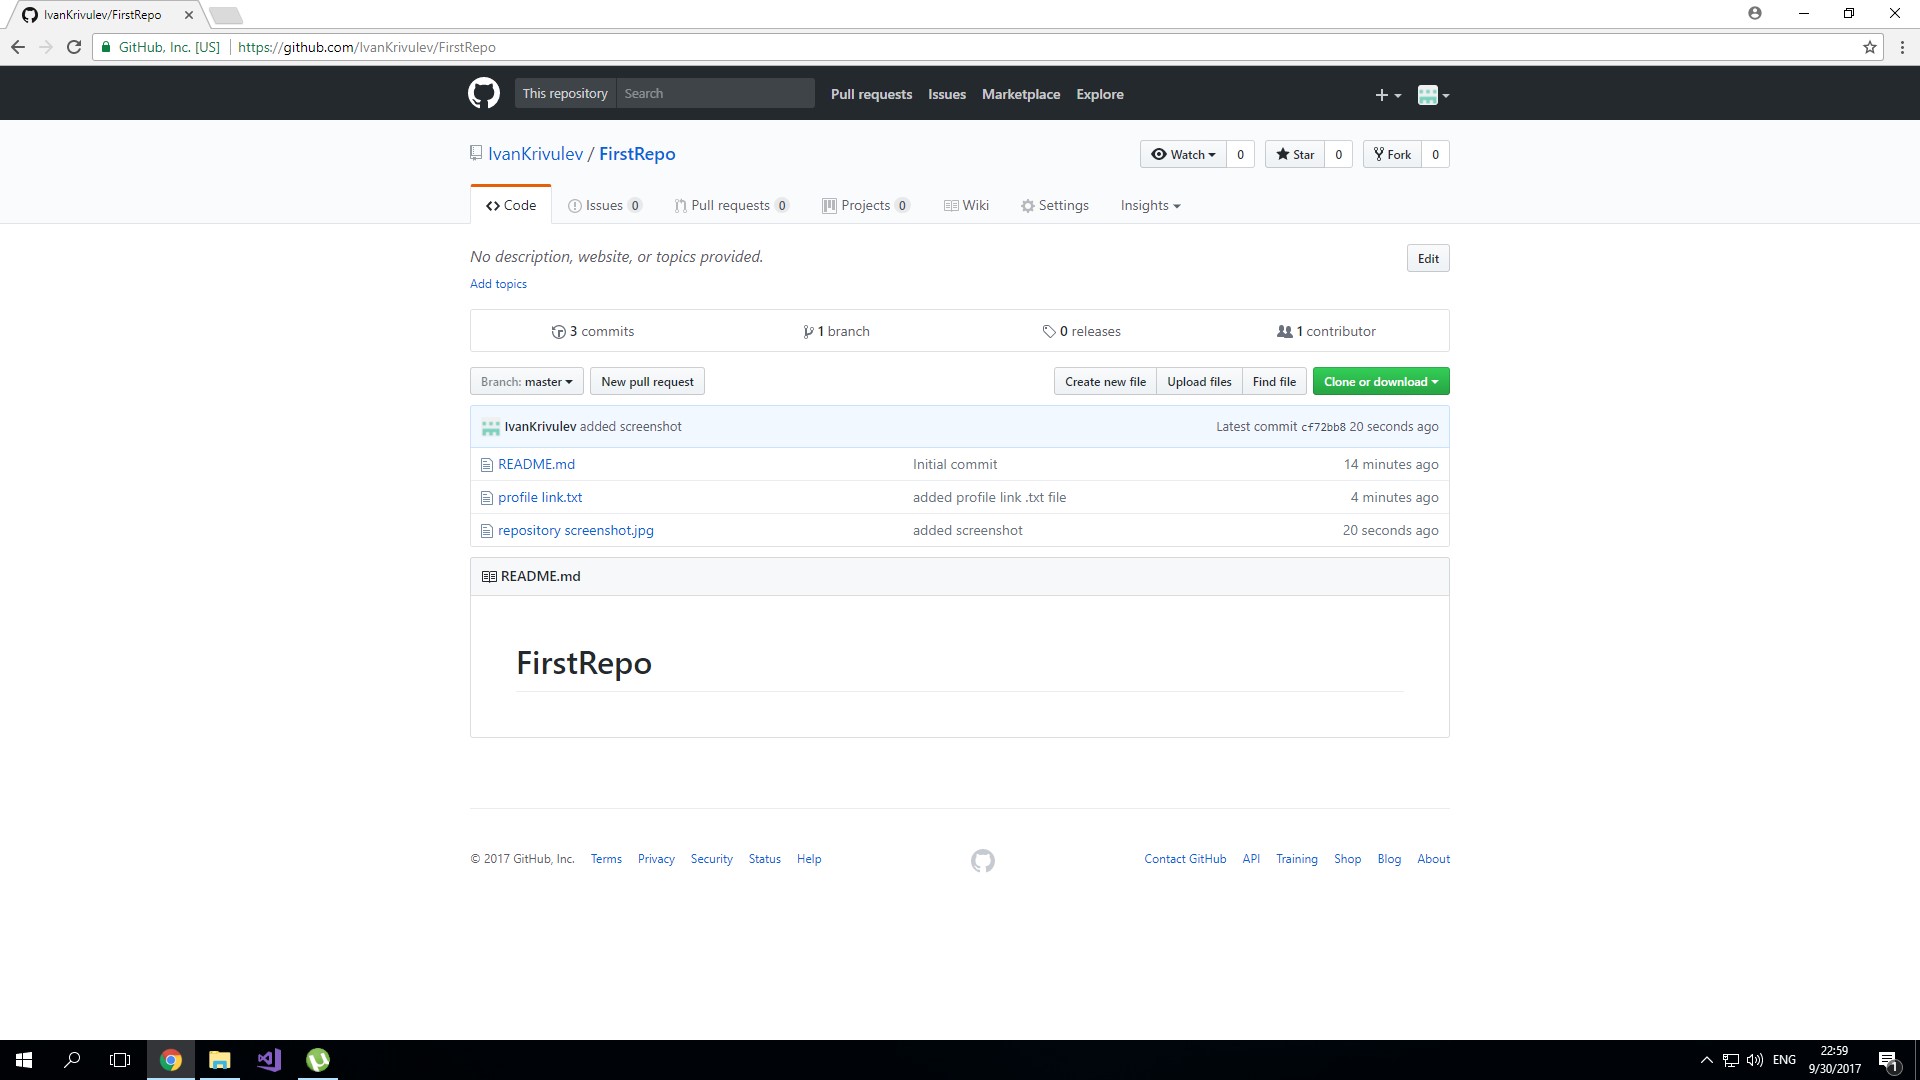 IvanKrivulev/FirstRepo
GitHub, Inc. [US] https://github.com/IvanKrivulev/FirstRepo
This repository Search Pull requests Issues Marketplace Explore
IvanKrivulev / FirstRepo Watch 0 Star 0 Fork 0
Code Issues 0 Pull requests 0 Projects 0 Wiki Settings Insights
No description, website, or topics provided. Edit
Add topics
3 commits 1 branch 0 releases 1 contributor
Branch: master New pull request Create new file Upload files Find file Clone or download
IvanKrivulev added screenshot Latest commit cf72bb8 20 seconds ago
README.md Initial commit 14 minutes ago
profile link.txt added profile link .txt file 4 minutes ago
repository screenshot.jpg added screenshot 20 seconds ago
README.md
FirstRepo
© 2017 GitHub, Inc. Terms Privacy Security Status Help Contact GitHub API Training Shop Blog About
ENG 22:59
9/30/2017 1